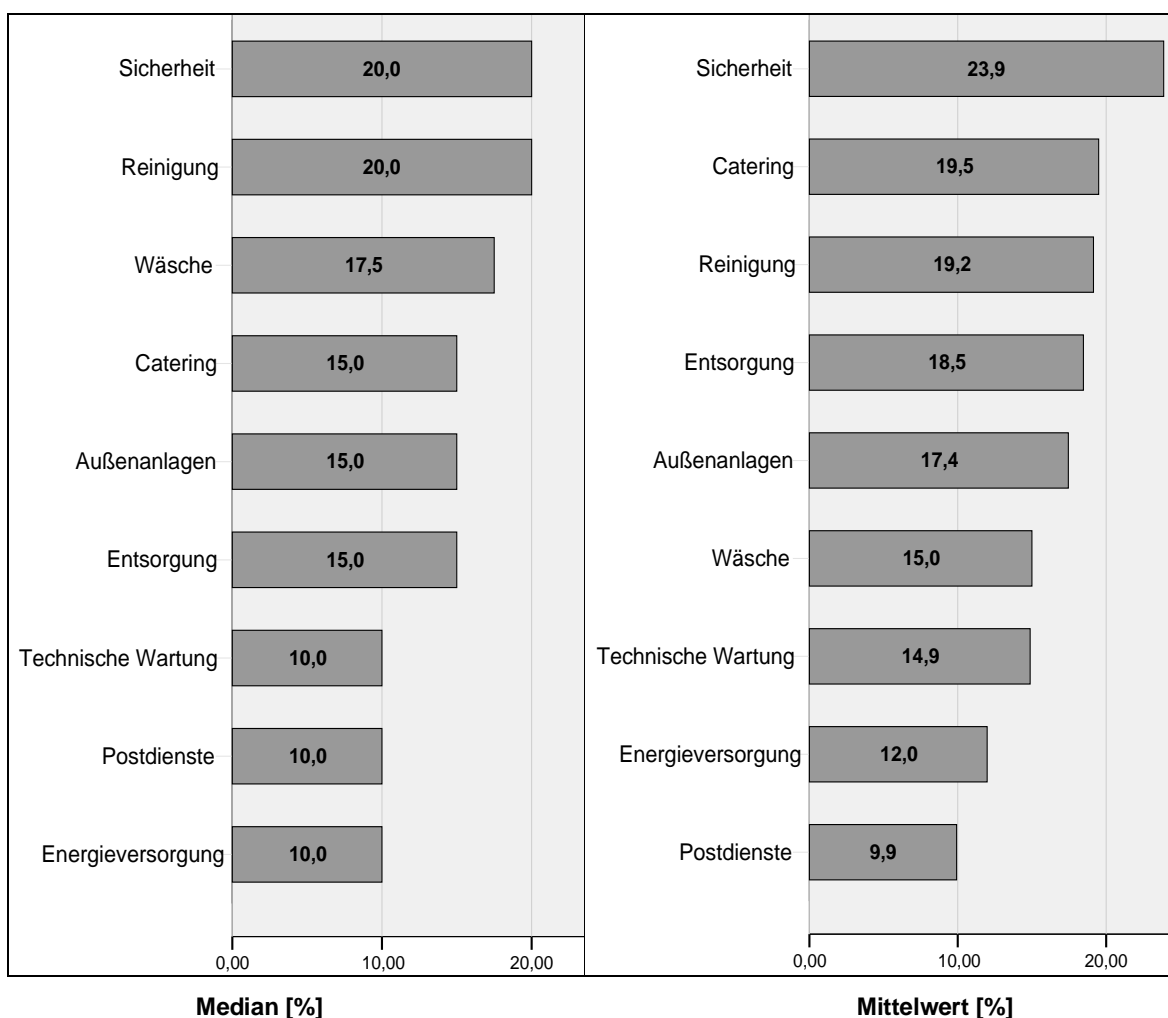 Sicherheit 20,0
Reinigung 20,0
Wäsche 17,5
Catering 15,0
Außenanlagen 15,0
Entsorgung 15,0
Technische Wartung 10,0
Postdienste 10,0
Energieversorgung 10,0
0,00 10,00 20,00
Median [%]
Sicherheit 23,9
Catering 19,5
Reinigung 19,2
Entsorgung 18,5
Außenanlagen 17,4
Wäsche 15,0
Technische Wartung 14,9
Energieversorgung 12,0
Postdienste 9,9
0,00 10,00 20,00
Mittelwert [%]